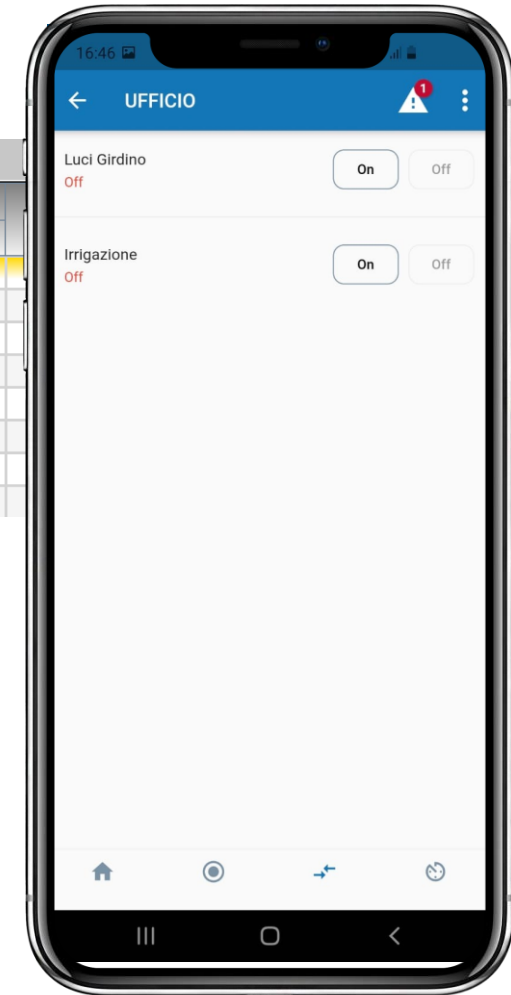 16:46
UFFICIO
1
Luci Girdino
Off
On
Off
Irrigazione
Off
On
Off